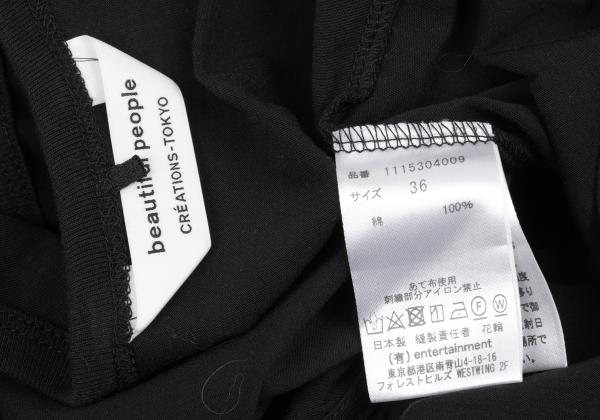 beautiful people
CRÉATIONS-TOKYO
品番 1115304009
サイズ 36
綿 100%
あて布使用
刺繍部分アイロン禁止
日本製 縫製責任者 花輪
(有) entertainment
東京都港区南青山4-18-16
フォレストヒルズ WESTWING 2F